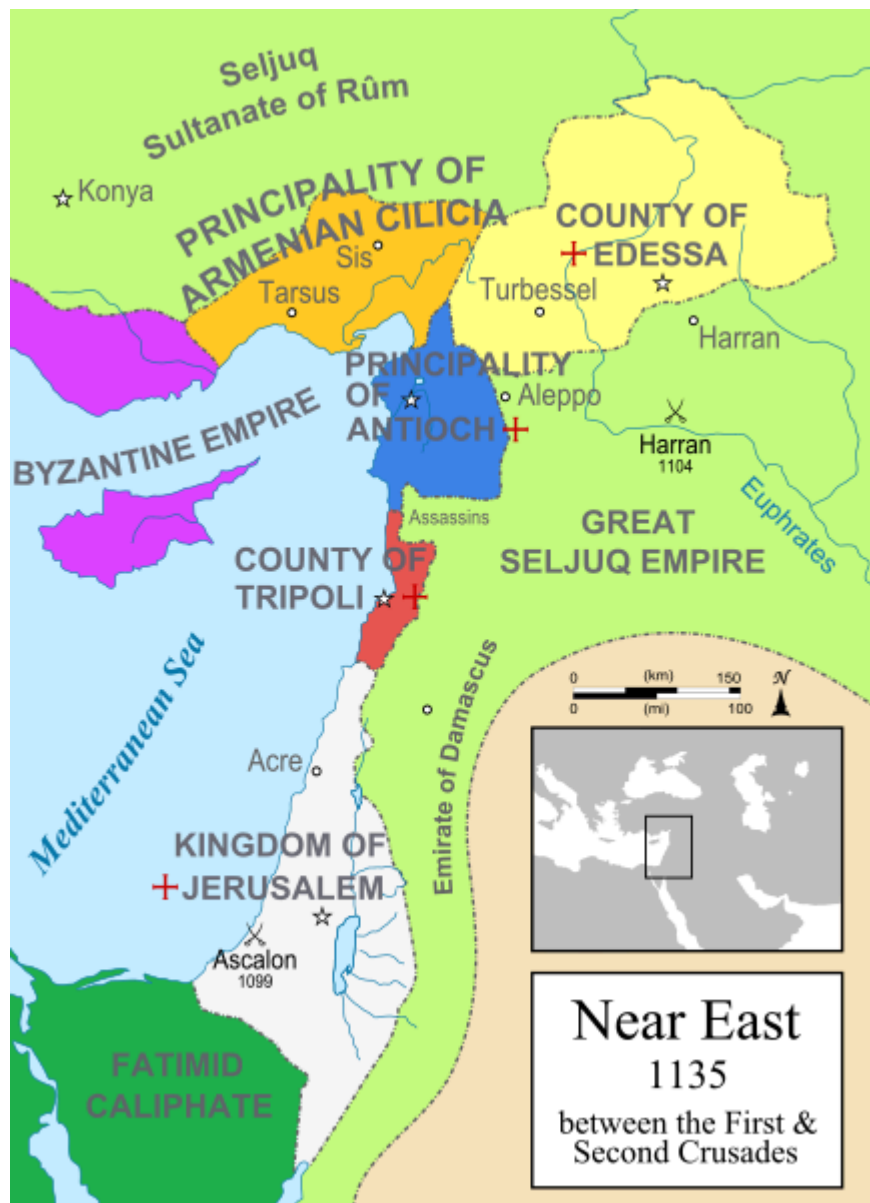 Seljuq
Sultanate of Rûm
Konya
PRINCIPALITY OF
ARMENIAN CILICIA
Sis
Tarsus
COUNTY OF
EDESSA
Turbessel
Harran
PRINCIPALITY
OF
ANTIOCH
Aleppo
Harran
1104
BYZANTINE EMPIRE
Euphrates
Assassins
GREAT
SELJUQ EMPIRE
COUNTY OF
TRIPOLI
Mediterranean Sea
Emirate of Damascus
0 (km) 150
0 (mi) 100
N
Acre
KINGDOM OF
JERUSALEM
Ascalon
1099
FATIMID
CALIPHATE
Near East
1135
between the First &
Second Crusades